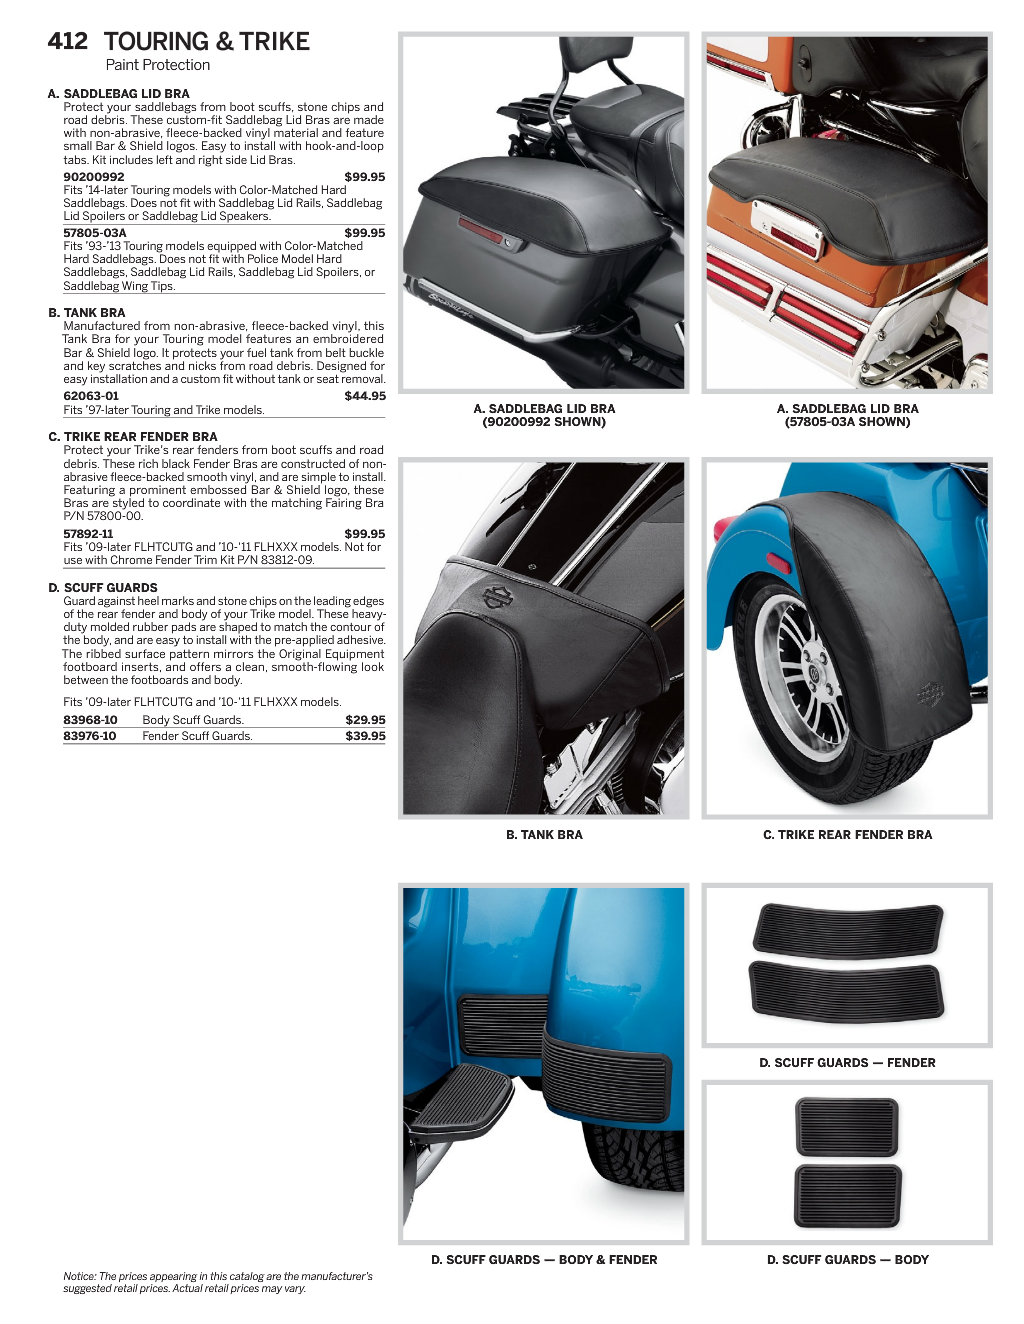 412 TOURING & TRIKE
Paint Protection
A. SADDLEBAG LID BRA
Protect your saddlebags from boot scuffs, stone chips and
road debris. These custom-fit Saddlebag Lid Bras are made
with non-abrasive, fleece-backed vinyl material and feature
small Bar & Shield logos. Easy to install with hook-and-loop
tabs. Kit includes left and right side Lid Bras.
90200992 $99.95
Fits ’14-later Touring models with Color-Matched Hard
Saddlebags. Does not fit with Saddlebag Lid Rails, Saddlebag
Lid Spoilers or Saddlebag Lid Speakers.
57805-03A $99.95
Fits ’93-’13 Touring models equipped with Color-Matched
Hard Saddlebags. Does not fit with Police Model Hard
Saddlebags, Saddlebag Lid Rails, Saddlebag Lid Spoilers, or
Saddlebag Wing Tips.
B. TANK BRA
Manufactured from non-abrasive, fleece-backed vinyl, this
Tank Bra for your Touring model features an embroidered
Bar & Shield logo. It protects your fuel tank from belt buckle
and key scratches and nicks from road debris. Designed for
easy installation and a custom fit without tank or seat removal.
62063-01 $44.95
Fits ’97-later Touring and Trike models.
C. TRIKE REAR FENDER BRA
Protect your Trike’s rear fenders from boot scuffs and road
debris. These rich black Fender Bras are constructed of non-
abrasive fleece-backed smooth vinyl, and are simple to install.
Featuring a prominent embossed Bar & Shield logo, these
Bras are styled to coordinate with the matching Fairing Bra
P/N 57800-00.
57892-11 $99.95
Fits ’09-later FLHTCUTG and ’10-’11 FLHXXX models. Not for
use with Chrome Fender Trim Kit P/N 83812-09.
D. SCUFF GUARDS
Guard against heel marks and stone chips on the leading edges
of the rear fender and body of your Trike model. These heavy-
duty molded rubber pads are shaped to match the contour of
the body, and are easy to install with the pre-applied adhesive.
The ribbed surface pattern mirrors the Original Equipment
footboard inserts, and offers a clean, smooth-flowing look
between the footboards and body.
Fits ’09-later FLHTCUTG and ’10-’11 FLHXXX models.
83968-10 Body Scuff Guards. $29.95
83976-10 Fender Scuff Guards. $39.95
A. SADDLEBAG LID BRA
(90200992 SHOWN)
A. SADDLEBAG LID BRA
(57805-03A SHOWN)
B. TANK BRA
C. TRIKE REAR FENDER BRA
D. SCUFF GUARDS — FENDER
D. SCUFF GUARDS — BODY & FENDER
D. SCUFF GUARDS — BODY
Notice: The prices appearing in this catalog are the manufacturer’s
suggested retail prices. Actual retail prices may vary.